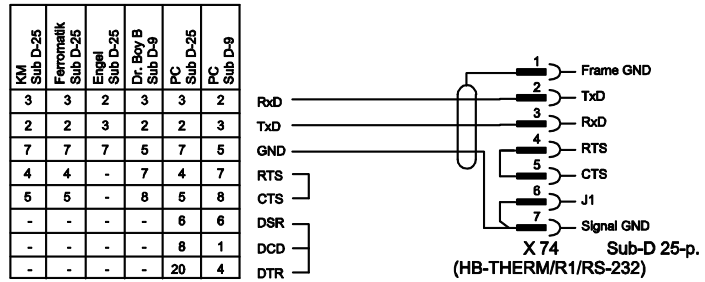 KM Sub D-25 Ferromatik Sub D-25 Engel Sub D-25 Dr. Boy B Sub D-9 PC Sub D-25 PC Sub D-9
3 3 2 3 3 2 RxD
2 2 3 2 2 3 TxD
7 7 7 5 7 5 GND
4 4 - 7 4 7 RTS
5 5 - 8 5 8 CTS
- - - - 6 6 DSR
- - - - 8 1 DCD
- - - - 20 4 DTR
1 Frame GND
2 TxD
3 RxD
4 RTS
5 CTS
6 J1
7 Signal GND
X 74 Sub-D 25-p.
(HB-THERM/R1/RS-232)